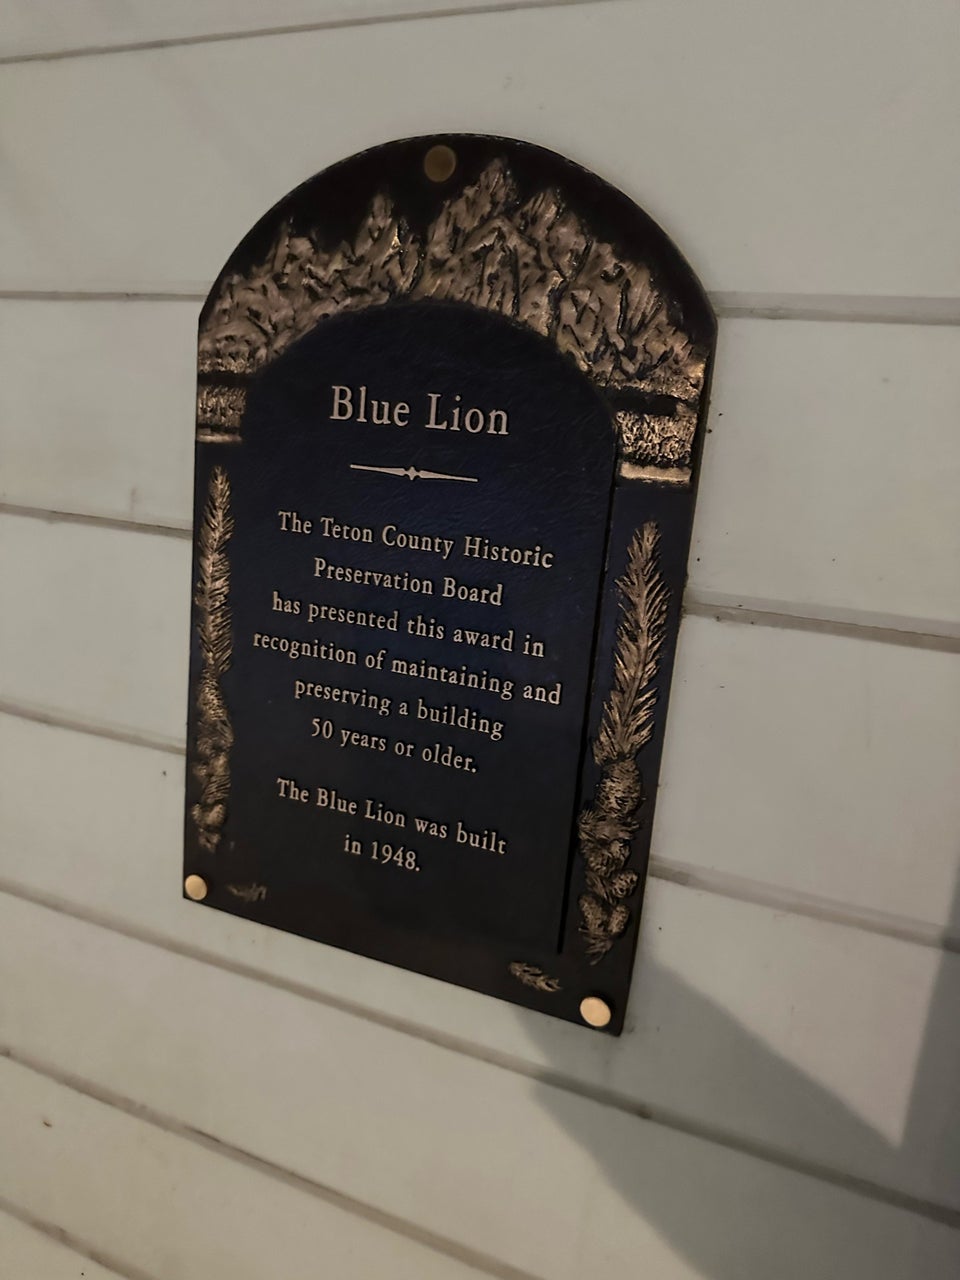 Blue Lion
The Teton County Historic
Preservation Board
has presented this award in
recognition of maintaining and
preserving a building
50 years or older.
The Blue Lion was built
in 1948.